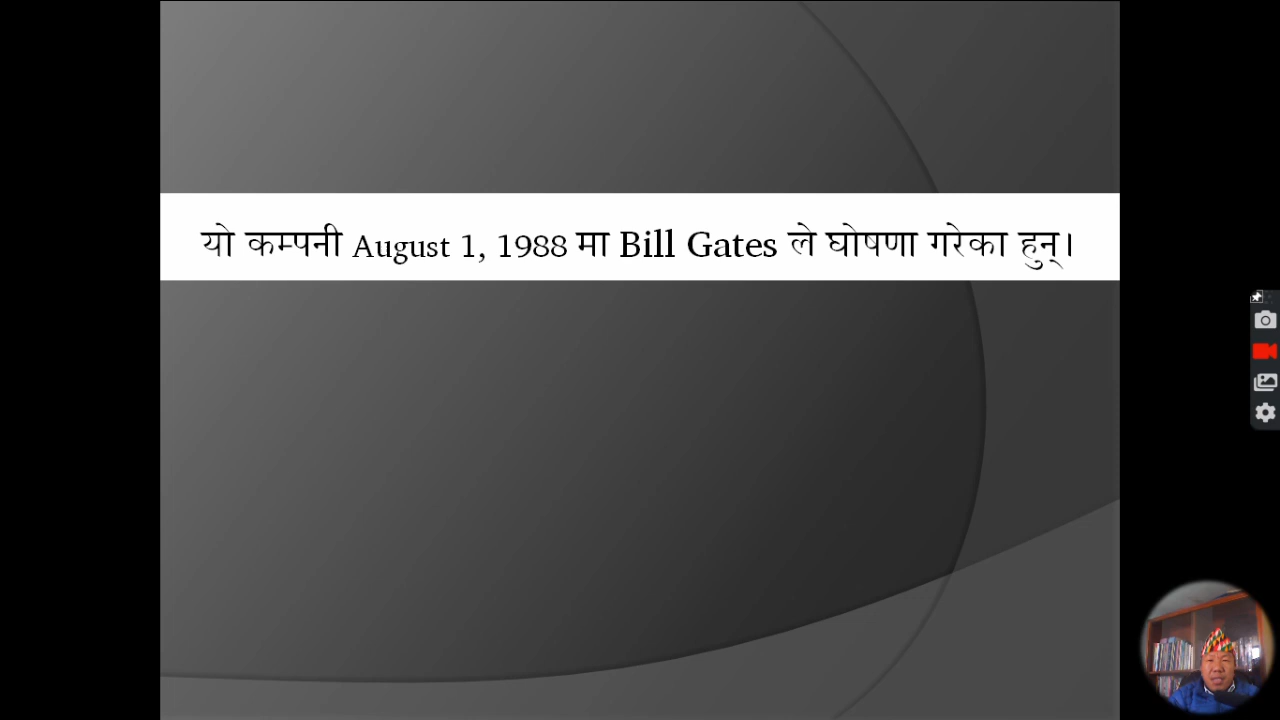 यो कम्पनी August 1, 1988 मा Bill Gates ले घोषणा गरेका हुन्।